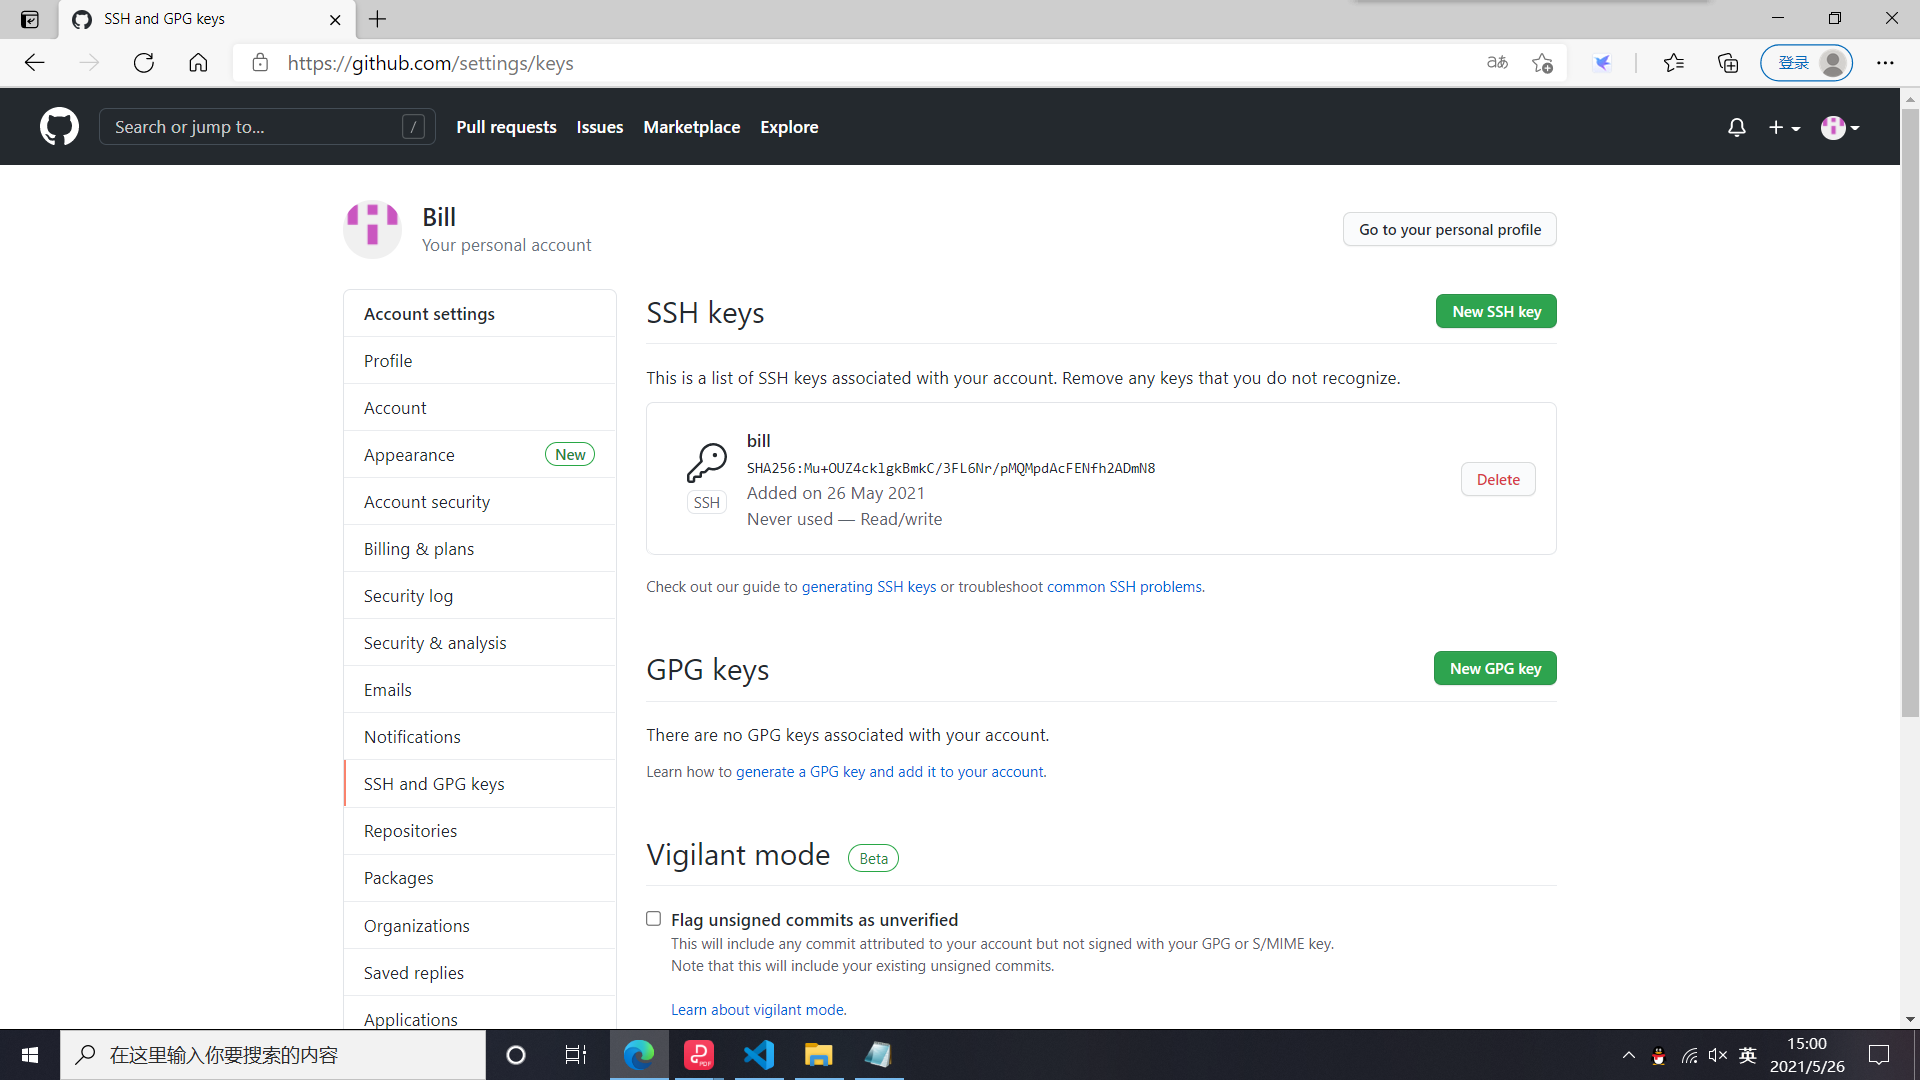 SSH and GPG keys
https://github.com/settings/keys
登录
Search or jump to...
/
Pull requests
Issues
Marketplace
Explore
Bill
Your personal account
Go to your personal profile
Account settings
Profile
Account
Appearance
New
Account security
Billing & plans
Security log
Security & analysis
Emails
Notifications
SSH and GPG keys
Repositories
Packages
Organizations
Saved replies
Applications
SSH keys
New SSH key
This is a list of SSH keys associated with your account. Remove any keys that you do not recognize.
SSH
bill
SHA256:Mu+OUZ4cklgkBmkC/3FL6Nr/pMQMpdAcFENfh2ADmN8
Added on 26 May 2021
Never used — Read/write
Delete
Check out our guide to generating SSH keys or troubleshoot common SSH problems.
GPG keys
New GPG key
There are no GPG keys associated with your account.
Learn how to generate a GPG key and add it to your account.
Vigilant mode
Beta
Flag unsigned commits as unverified
This will include any commit attributed to your account but not signed with your GPG or S/MIME key.
Note that this will include your existing unsigned commits.
Learn about vigilant mode.
在这里输入你要搜索的内容
英
15:00
2021/5/26